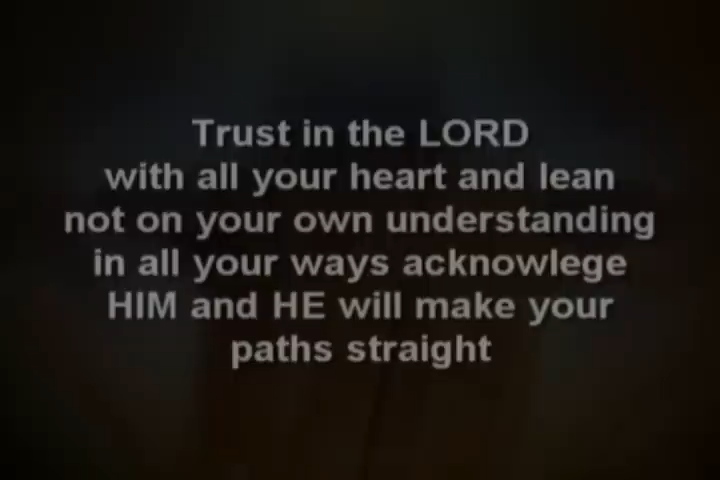 Trust in the LORD
with all your heart and lean
not on your own understanding
in all your ways acknowlege
HIM and HE will make your
paths straight